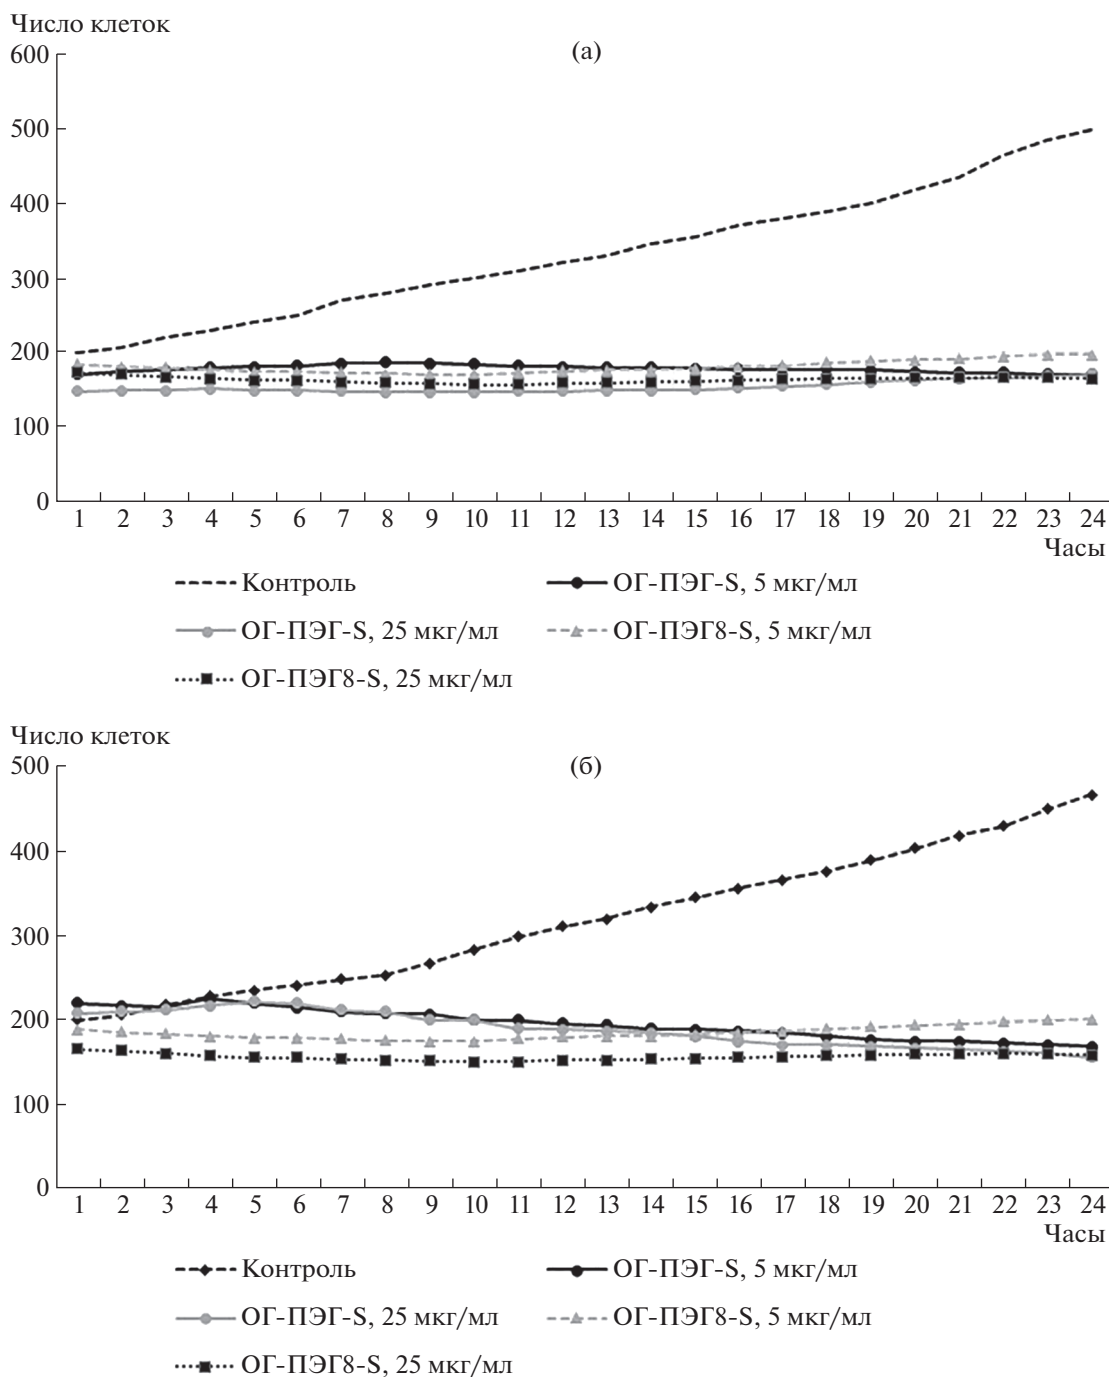 Число клеток
(а)
600
500
400
300
200
100
0
1 2 3 4 5 6 7 8 9 10 11 12 13 14 15 16 17 18 19 20 21 22 23 24
Часы
Контроль
ОГ-ПЭГ-S, 5 мкг/мл
ОГ-ПЭГ-S, 25 мкг/мл
ОГ-ПЭГ8-S, 5 мкг/мл
ОГ-ПЭГ8-S, 25 мкг/мл
Число клеток
(б)
500
400
300
200
100
0
1 2 3 4 5 6 7 8 9 10 11 12 13 14 15 16 17 18 19 20 21 22 23 24
Часы
Контроль
ОГ-ПЭГ-S, 5 мкг/мл
ОГ-ПЭГ-S, 25 мкг/мл
ОГ-ПЭГ8-S, 5 мкг/мл
ОГ-ПЭГ8-S, 25 мкг/мл